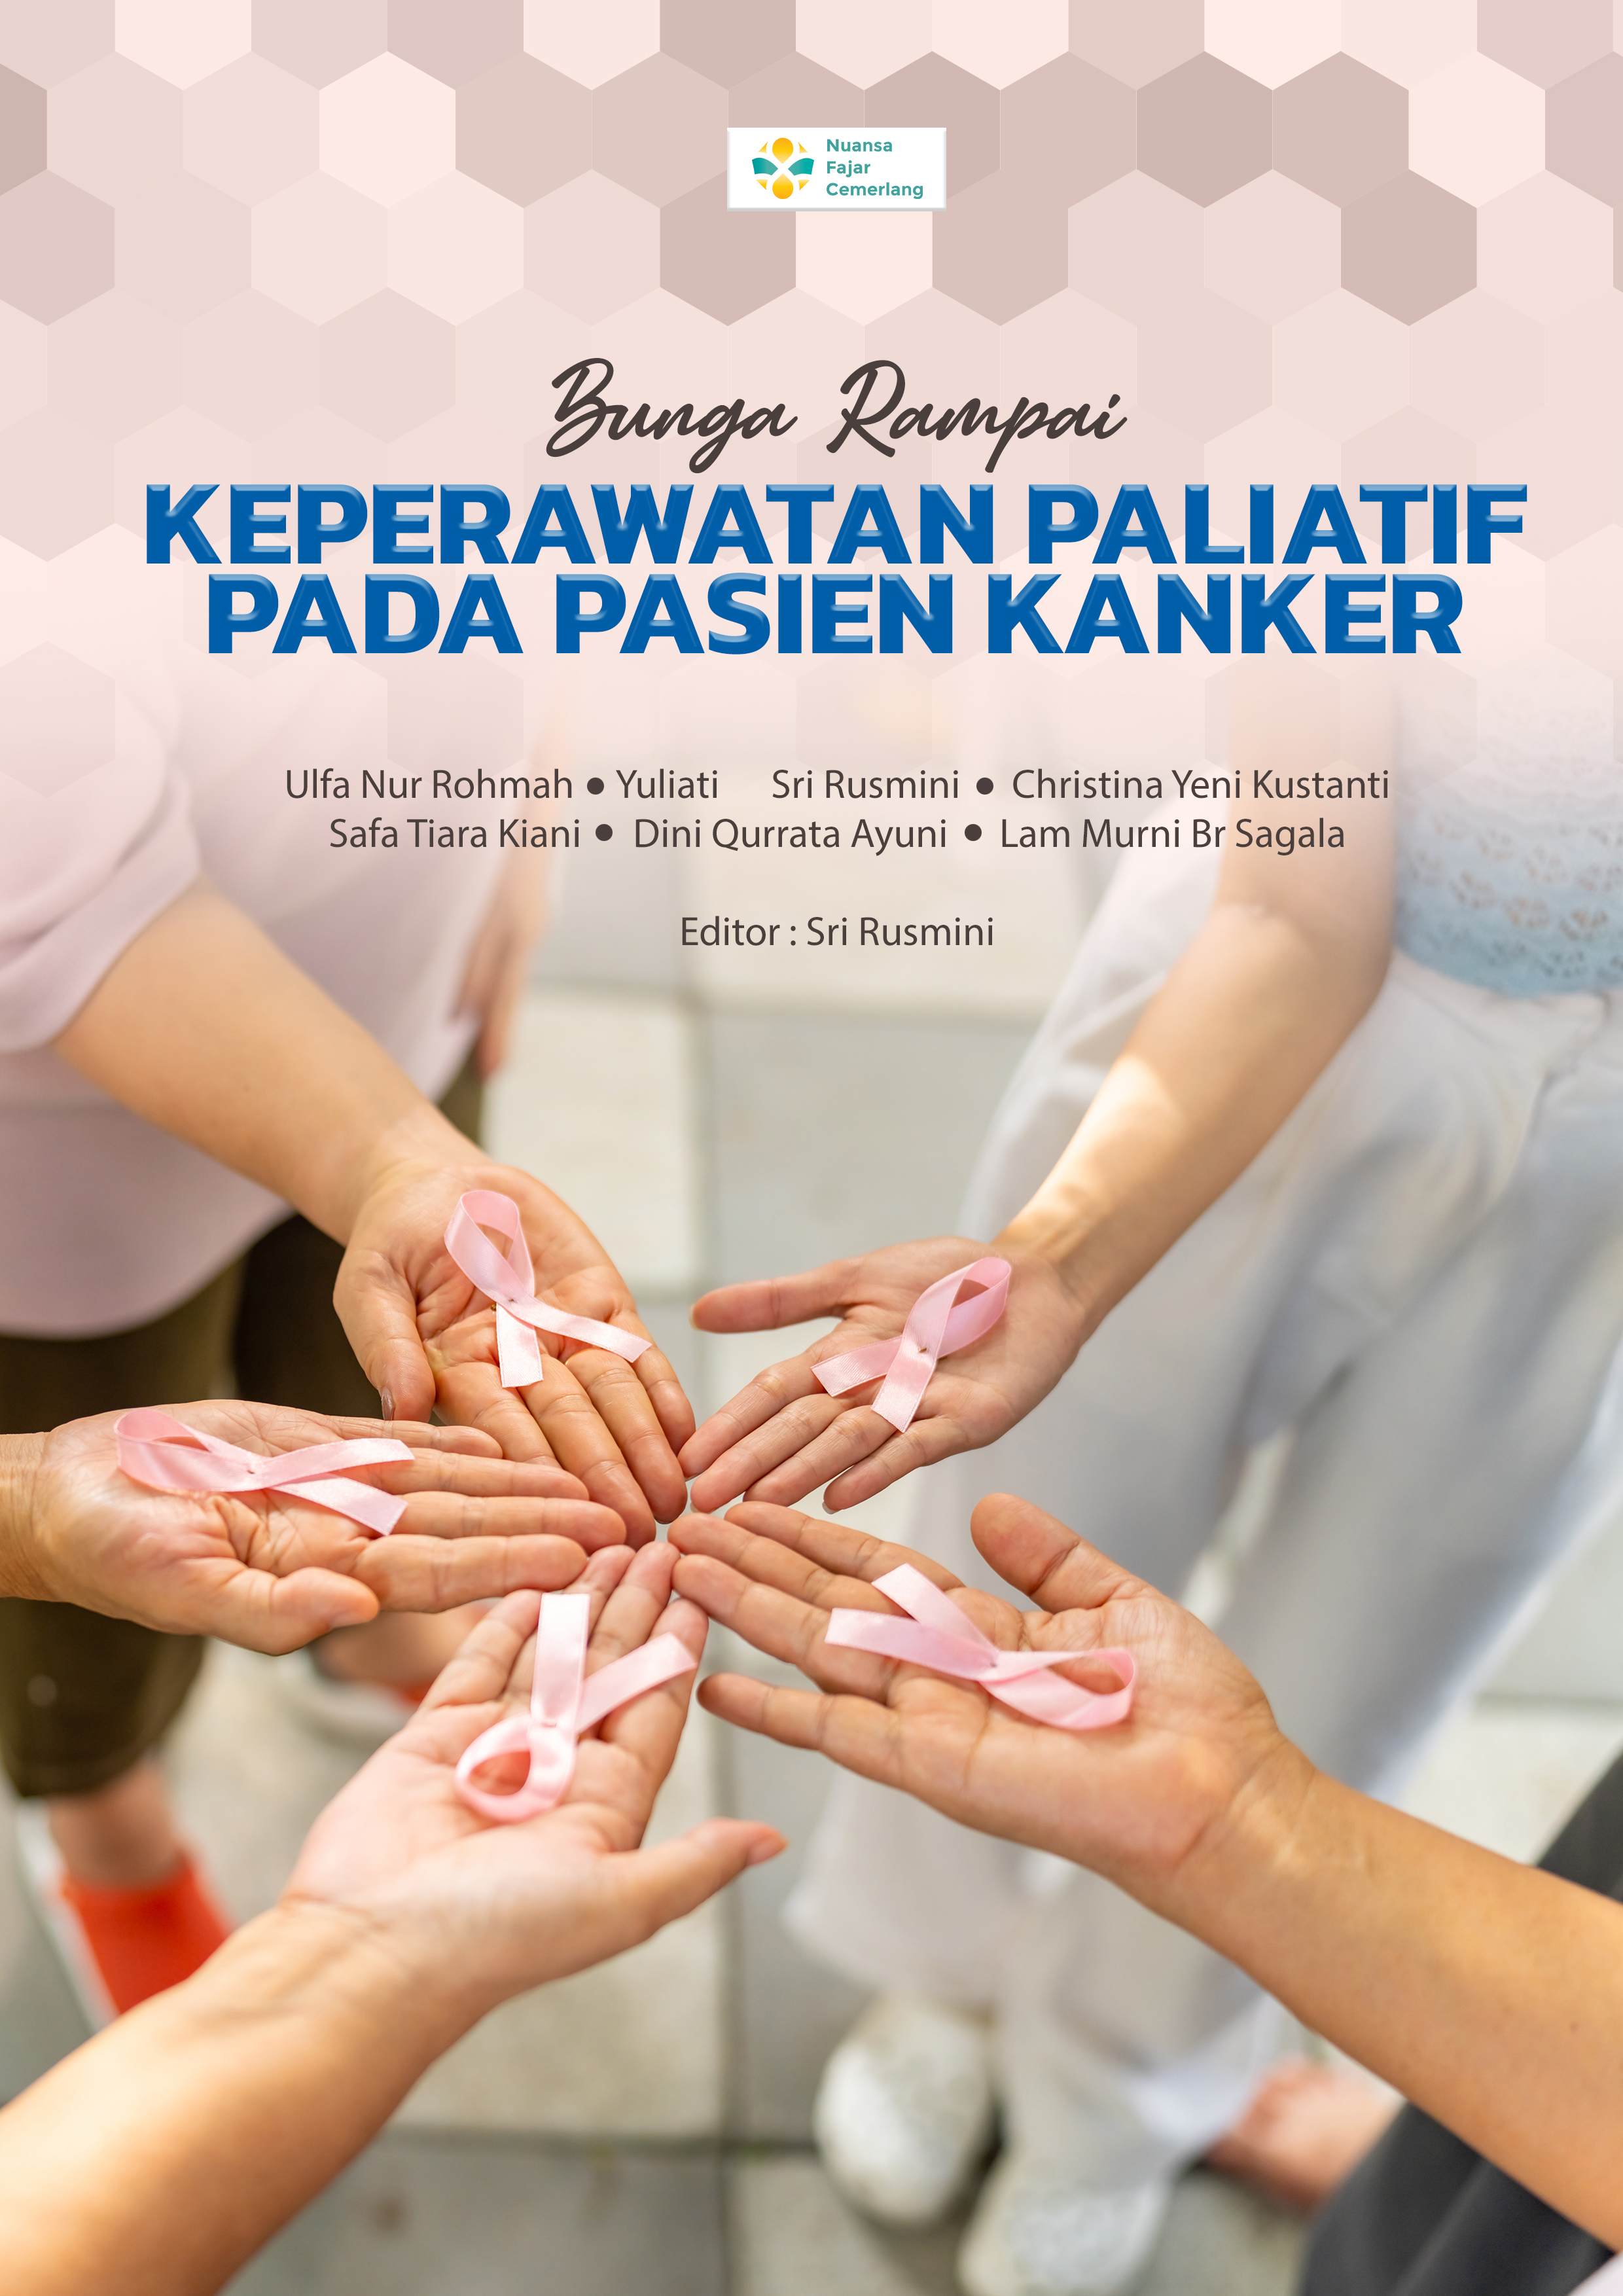 Nuansa
Fajar
Cemerlang
Bunga Rampai
KEPERAWATAN PALIATIF
PADA PASIEN KANKER
Ulfa Nur Rohmah ● Yuliati Sri Rusmini ● Christina Yeni Kustanti
Safa Tiara Kiani ● Dini Qurrata Ayuni ● Lam Murni Br Sagala
Editor : Sri Rusmini